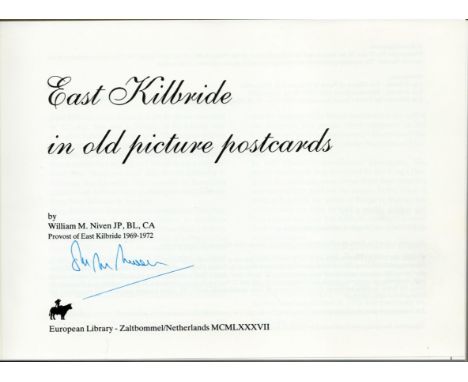 East Kilbride
in old picture postcards
by
William M. Niven JP, BL, CA
Provost of East Kilbride 1969-1972
European Library - Zaltbommel/Netherlands MCMLXXXVII